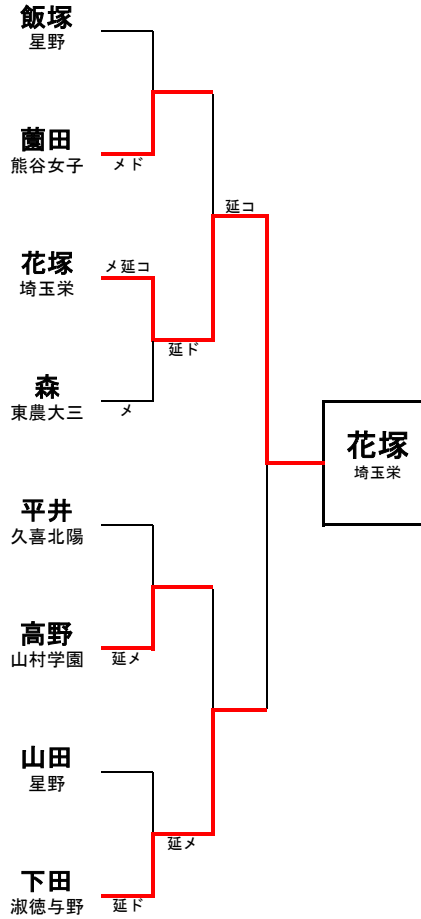 飯塚
星野
薗田
熊谷女子
メド
延コ
花塚
埼玉栄
メ延コ
延ド
森
東農大三
メ
花塚
埼玉栄
平井
久喜北陽
高野
山村学園
延メ
山田
星野
延メ
下田
淑徳与野
延ド